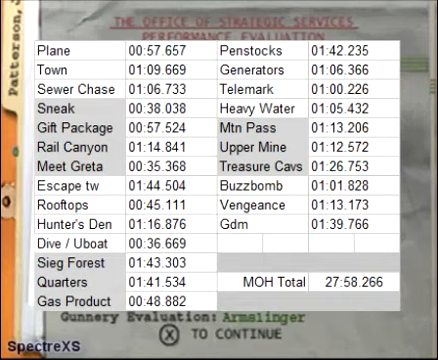 THE OFFICE OF STRATEGIC SERVICES
PERFORMANCE EVALUATION
Patterson, J
Plane 00:57.657 Penstocks 01:42.235
Town 01:09.669 Generators 01:06.366
Sewer Chase 01:06.733 Telemark 01:00.226
Sneak 00:38.038 Heavy Water 01:05.432
Gift Package 00:57.524 Mtn Pass 01:13.206
Rail Canyon 01:14.841 Upper Mine 01:12.572
Meet Greta 00:35.368 Treasure Cavs 01:26.753
Escape tw 01:44.504 Buzzbomb 01:01.828
Rooftops 00:45.111 Vengeance 01:13.173
Hunter's Den 01:16.876 Gdm 01:39.766
Dive / Uboat 00:36.669
Sieg Forest 01:43.303
Quarters 01:41.534 MOH Total 27:58.266
Gas Product 00:48.882
Gunnery Evaluation: Armslinger
TO CONTINUE
SpectreXS